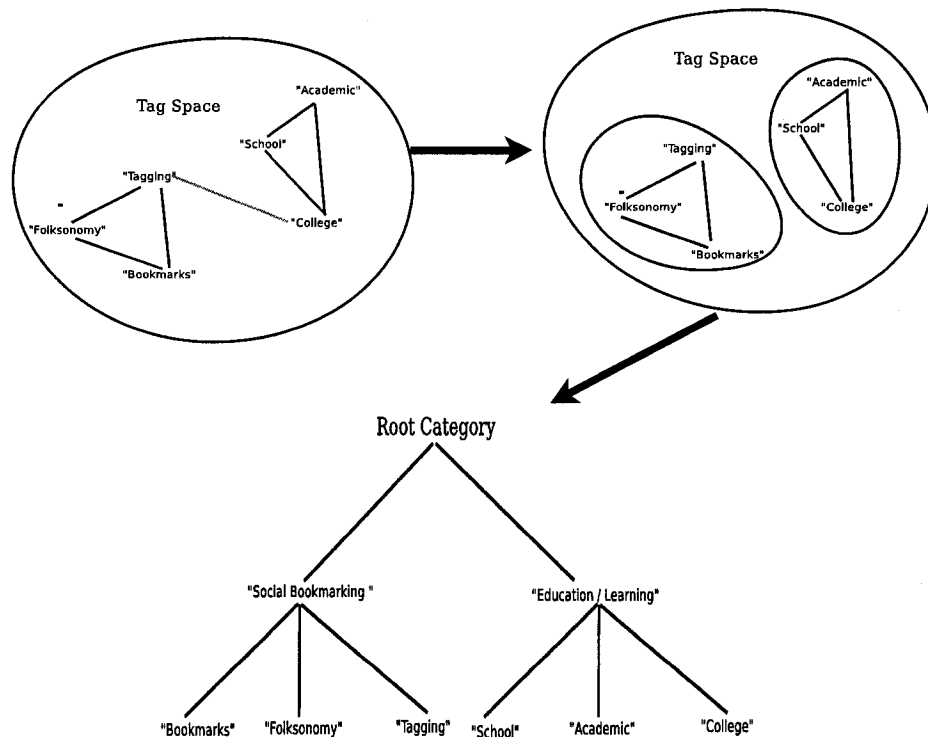 "Academic"
Tag Space
"School"
"Tagging"
"College"
"Folksonomy"
"Bookmarks"
Tag Space
"Academic"
"School"
"Tagging"
"Folksonomy"
"College"
"Bookmarks"
Root Category
"Social Bookmarking "
"Education / Learning"
"Bookmarks"
"Folksonomy"
"Tagging"
"School"
"Academic"
"College"